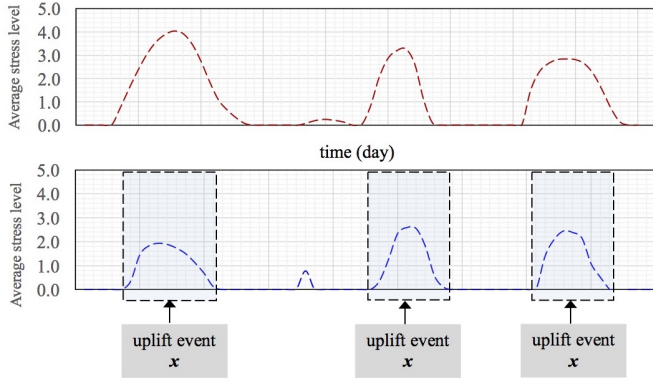 Average stress level
5.0
4.0
3.0
2.0
1.0
0.0
time (day)
Average stress level
5.0
4.0
3.0
2.0
1.0
0.0
uplift event
x
uplift event
x
uplift event
x